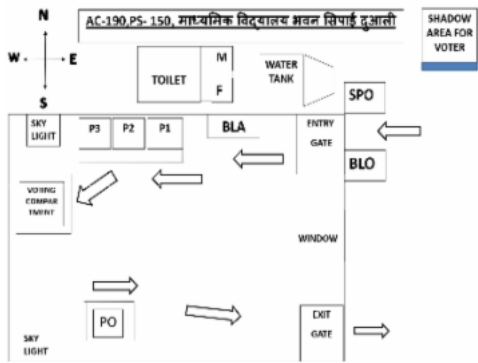 AC-190,PS- 150, माध्यमिक विद्यालय भवन सिपाई दुआली
SHADOW
AREA FOR
VOTER
N
W
E
S
TOILET
M
F
WATER
TANK
SPO
SKY
LIGHT
P3
P2
P1
BLA
ENTRY
GATE
BLO
VOTING
COMPAR
TMENT
WINDOW
PO
EXIT
GATE
SKY
LIGHT